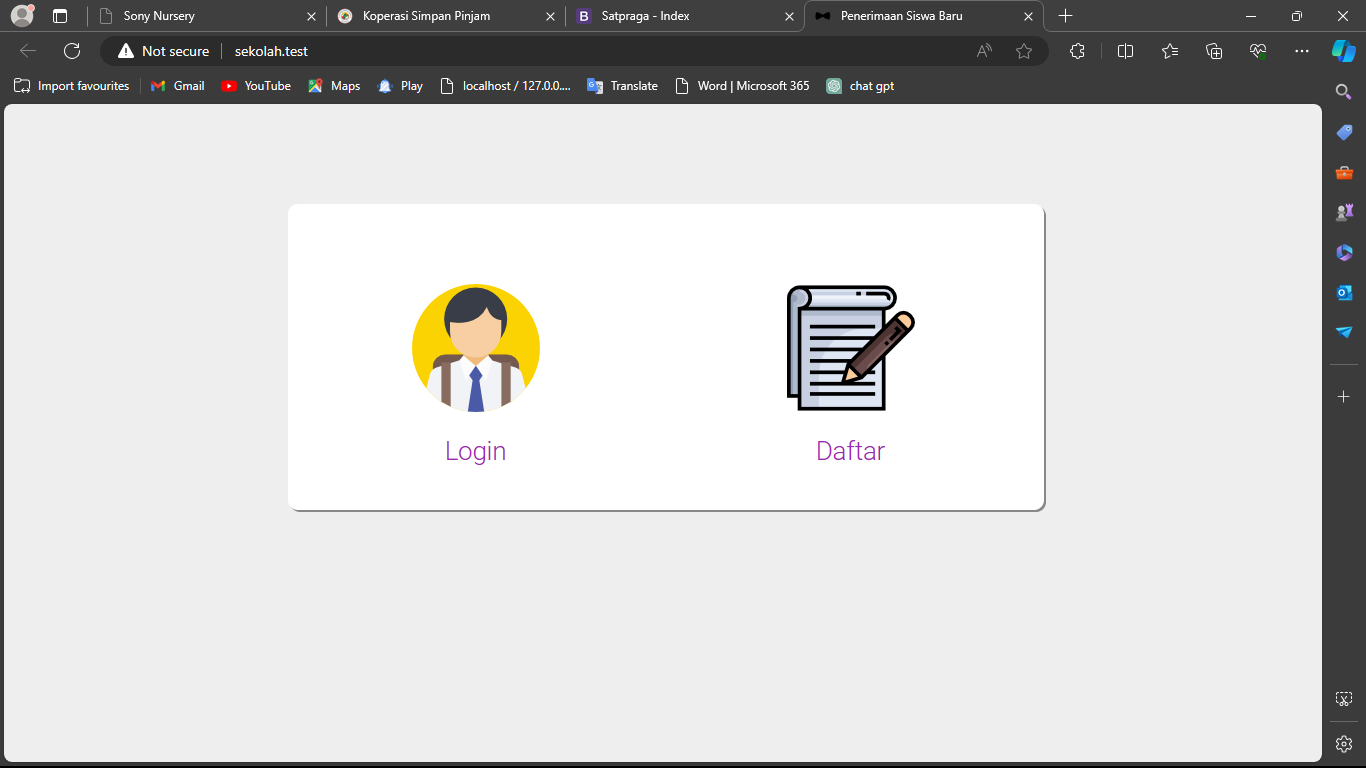 Sony Nursery
Koperasi Simpan Pinjam
Satpraga - Index
Penerimaan Siswa Baru
Not secure
sekolah.test
Import favourites
Gmail
YouTube
Maps
Play
localhost / 127.0.0....
Translate
Word | Microsoft 365
chat gpt
Login
Daftar